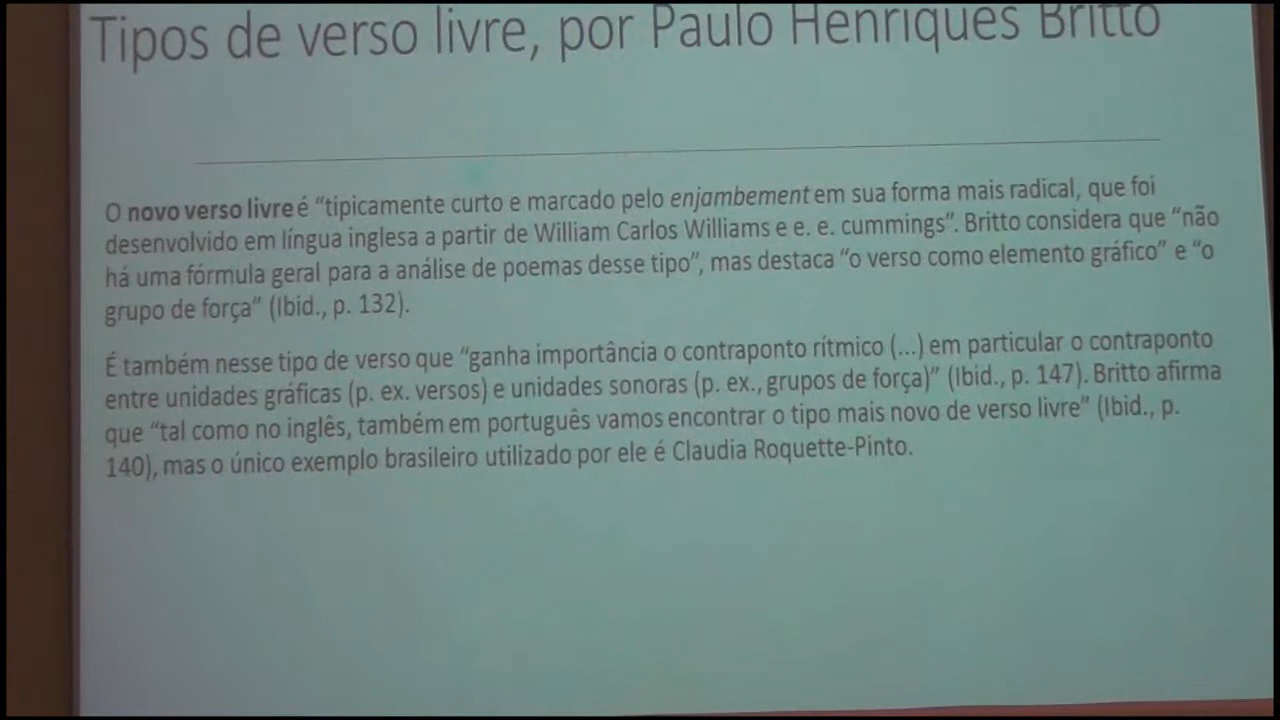 Tipos de verso livre, por Paulo Henriques Britto
O novo verso livre é “tipicamente curto e marcado pelo enjambement em sua forma mais radical, que foi
desenvolvido em língua inglesa a partir de William Carlos Williams e e. e. cummings”. Britto considera que “não
há uma fórmula geral para a análise de poemas desse tipo”, mas destaca “o verso como elemento gráfico” e “o
grupo de força” (Ibid., p. 132).
É também nesse tipo de verso que “ganha importância o contraponto rítmico (...) em particular o contraponto
entre unidades gráficas (p. ex. versos) e unidades sonoras (p. ex., grupos de força)” (Ibid., p. 147). Britto afirma
que “tal como no inglês, também em português vamos encontrar o tipo mais novo de verso livre” (Ibid., p.
140), mas o único exemplo brasileiro utilizado por ele é Claudia Roquette-Pinto.